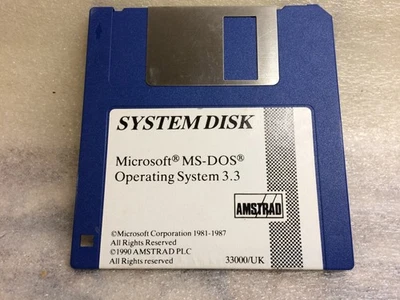 SYSTEM DISK
Microsoft® MS-DOS®
Operating System 3.3
AMSTRAD
©Microsoft Corporation 1981-1987
All Rights Reserved
©1990 AMSTRAD PLC
All Rights reserved
33000/UK